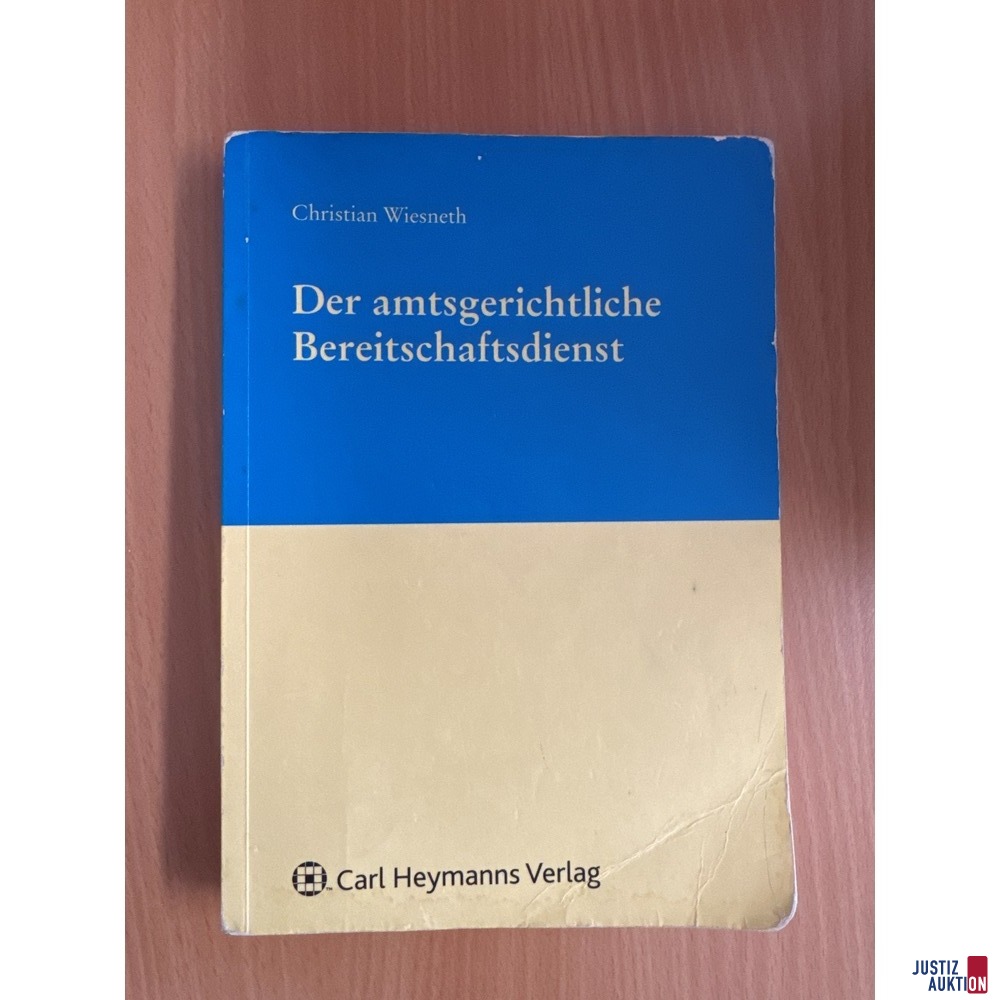 Christian Wiesneth
Der amtsgerichtliche
Bereitschaftsdienst
Carl Heymanns Verlag
JUSTIZ
AUKTION